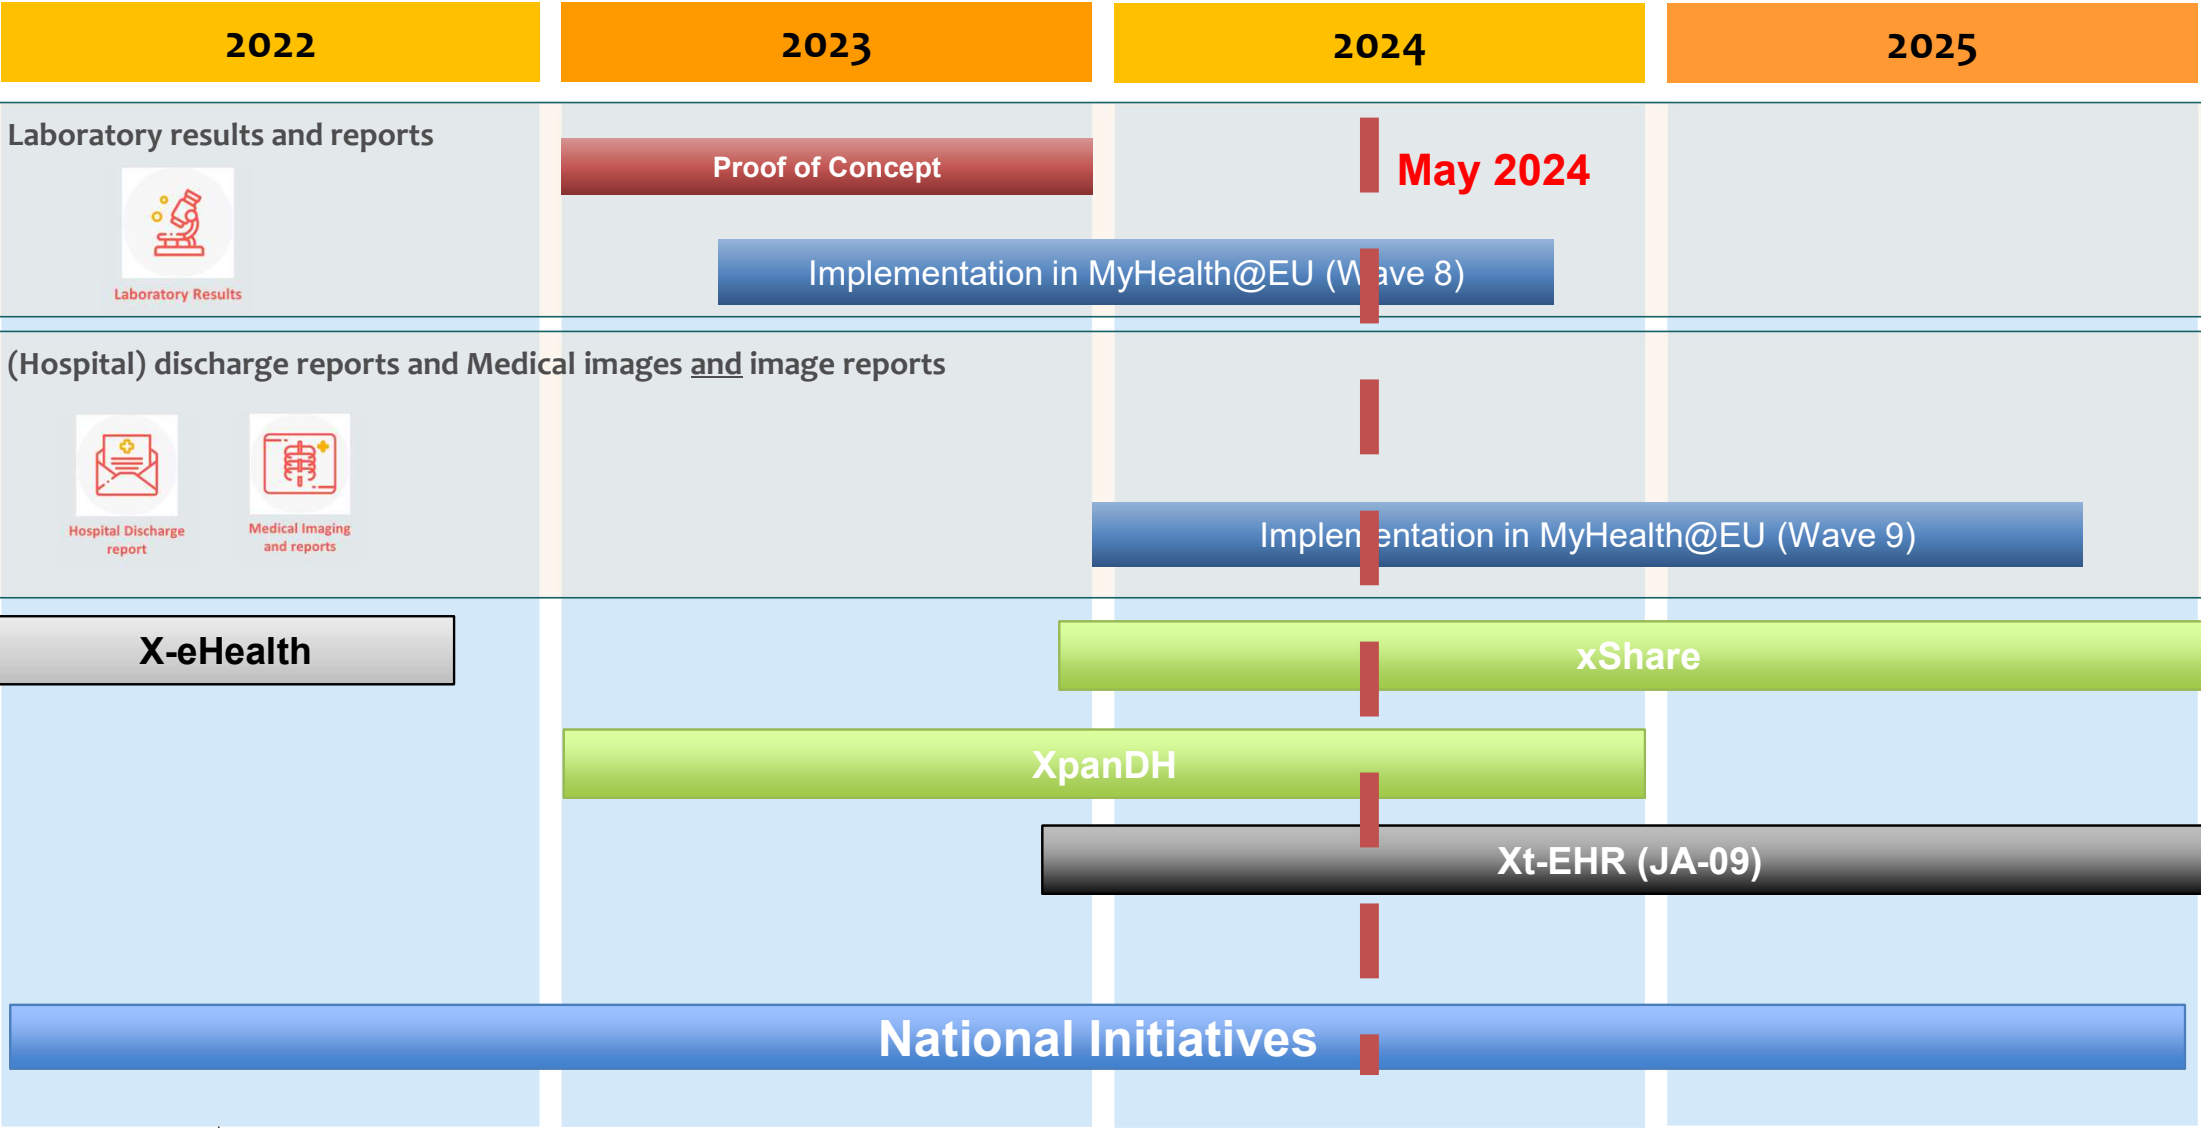 2022
2023
2024
2025
Laboratory results and reports
Proof of Concept
May 2024
Laboratory Results
Implementation in MyHealth@EU (Wave 8)
(Hospital) discharge reports and Medical images and image reports
Hospital Discharge
report
Medical Imaging
and reports
Implementation in MyHealth@EU (Wave 9)
X-eHealth
xShare
XpanDH
Xt-EHR (JA-09)
National Initiatives